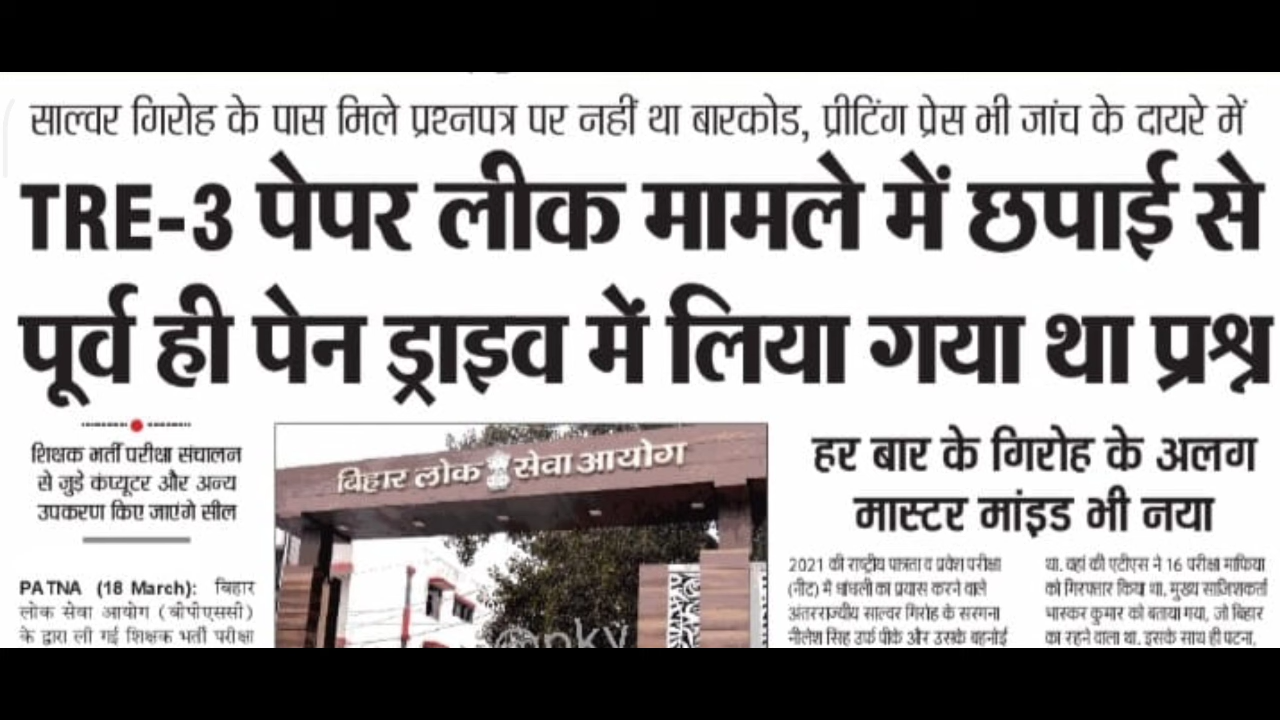 साल्वर गिरोह के पास मिले प्रश्नपत्र पर नहीं था बारकोड, प्रीटिंग प्रेस भी जांच के दायरे में
TRE-3 पेपर लीक मामले में छपाई से
पूर्व ही पेन ड्राइव में लिया गया था प्रश्न
शिक्षक भर्ती परीक्षा संचालन
से जुड़े कंप्यूटर और अन्य
उपकरण किए जाएंगे सील
PATNA (18 March): बिहार
लोक सेवा आयोग (बीपीएससी)
के द्वारा ली गई शिक्षक भर्ती परीक्षा
बिहार लोक सेवा आयोग
हर बार के गिरोह के अलग
मास्टर मांइड भी नया
2021 की राष्ट्रीय पात्रता व प्रवेश परीक्षा
(नीट) में धांधली का प्रयास करने वाले
अंतरराज्यीय साल्वर गिरोह के सरगना
नीलेश सिंह उर्फ पीके और उसके बहनोई
था. वहां की एटीएस ने 16 परीक्षा माफिया
को गिरफ्तार किया था. मुख्य साजिशकर्ता
भास्कर कुमार को बताया गया, जो बिहार
का रहने वाला था. इसके साथ ही पटना,